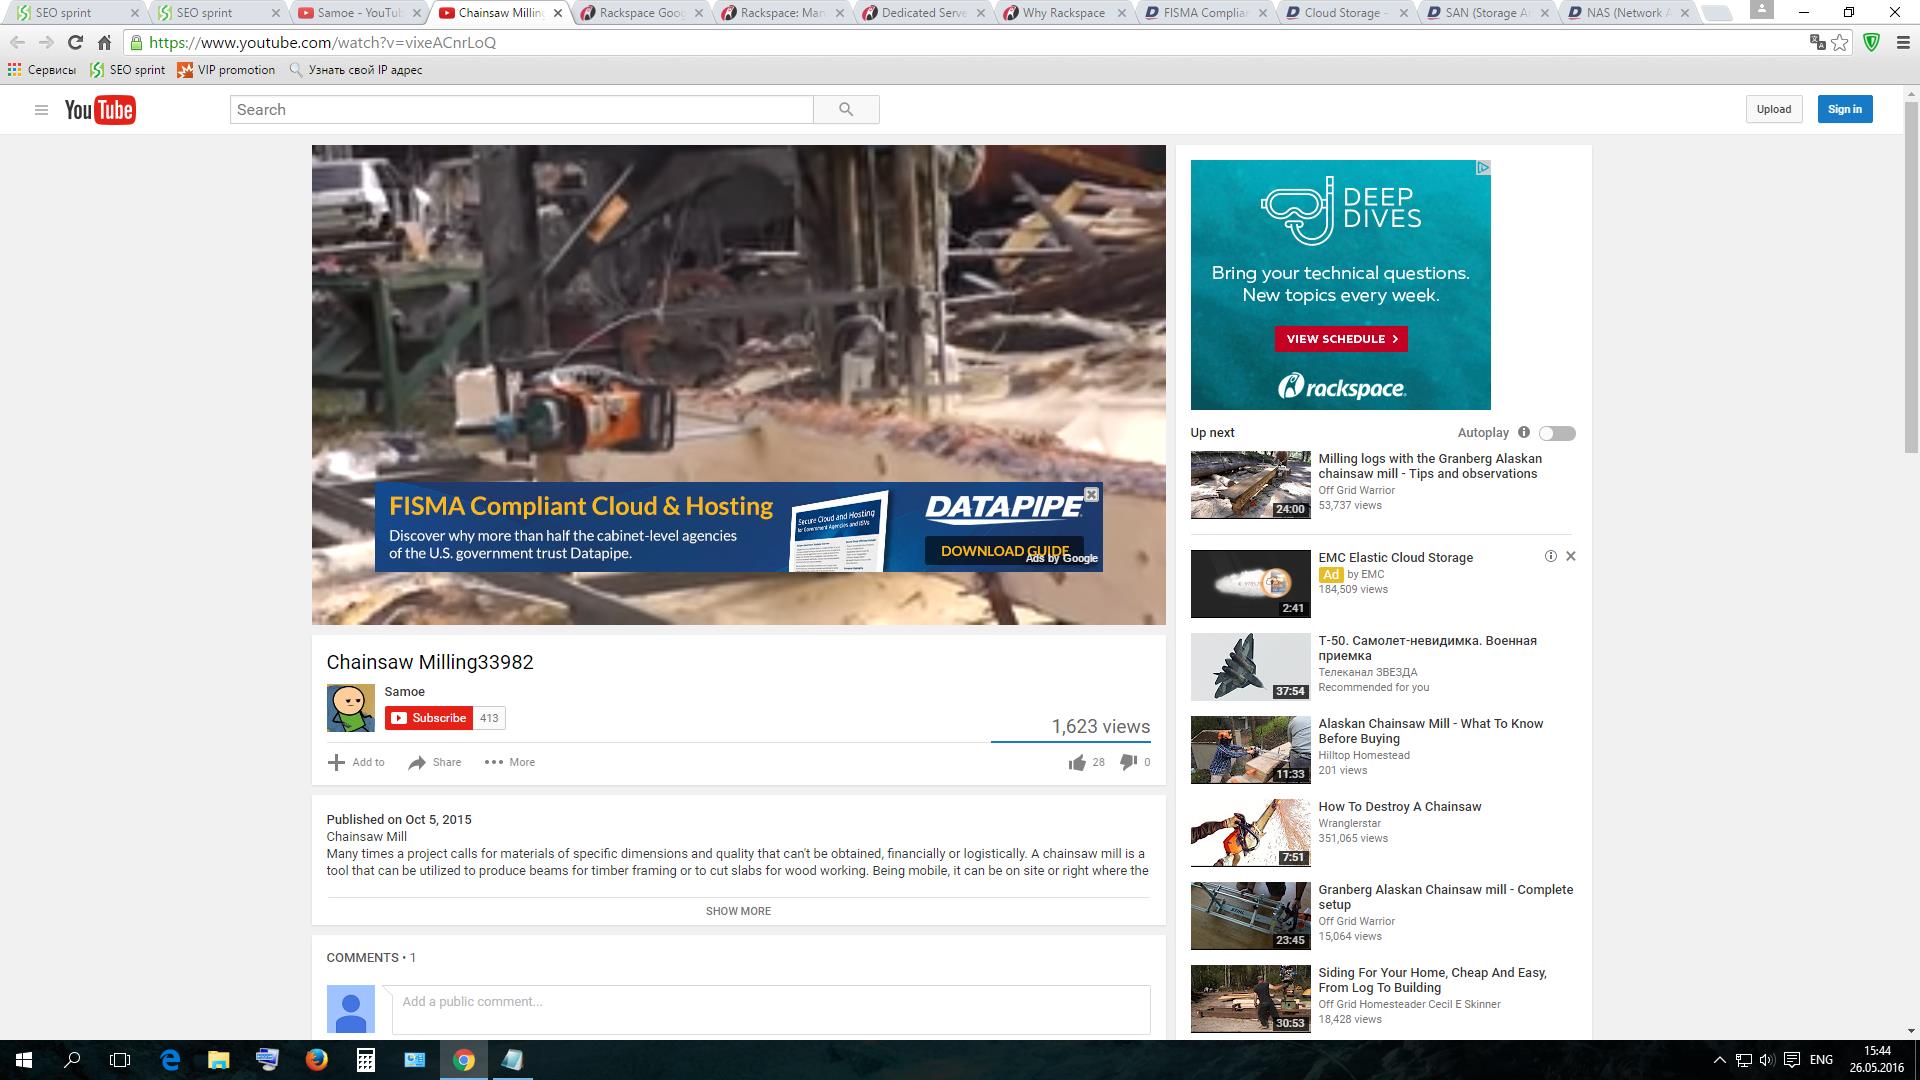 SEO sprint
SEO sprint
Samoe - YouTub
Chainsaw Milling
Rackspace Goog
Rackspace: Man
Dedicated Serve
Why Rackspace
FISMA Complian
Cloud Storage -
SAN (Storage A
NAS (Network A
https://www.youtube.com/watch?v=vixeACnrLoQ
Сервисы
SEO sprint
VIP promotion
Узнать свой IP адрес
YouTube
Search
Upload
Sign in
FISMA Compliant Cloud & Hosting
Discover why more than half the cabinet-level agencies
of the U.S. government trust Datapipe.
Secure Cloud and Hosting
for Government Agencies and ISVs
DATAPIPE
DOWNLOAD GUIDE
Ads by Google
Chainsaw Milling33982
Samoe
Subscribe 413
1,623 views
Add to
Share
More
28
0
Published on Oct 5, 2015
Chainsaw Mill
Many times a project calls for materials of specific dimensions and quality that can't be obtained, financially or logistically. A chainsaw mill is a
tool that can be utilized to produce beams for timber framing or to cut slabs for wood working. Being mobile, it can be on site or right where the
SHOW MORE
COMMENTS • 1
Add a public comment...
DEEP
DIVES
Bring your technical questions.
New topics every week.
VIEW SCHEDULE >
rackspace.
Up next
Autoplay
24:00
Milling logs with the Granberg Alaskan
chainsaw mill - Tips and observations
Off Grid Warrior
53,737 views
2:41
EMC Elastic Cloud Storage
Ad by EMC
184,509 views
37:54
Т-50. Самолет-невидимка. Военная
приемка
Телеканал ЗВЕЗДА
Recommended for you
11:33
Alaskan Chainsaw Mill - What To Know
Before Buying
Hilltop Homestead
201 views
7:51
How To Destroy A Chainsaw
Wranglerstar
351,065 views
23:45
Granberg Alaskan Chainsaw mill - Complete
setup
Off Grid Warrior
15,064 views
30:53
Siding For Your Home, Cheap And Easy,
From Log To Building
Off Grid Homesteader Cecil E Skinner
18,428 views
ENG
15:44
26.05.2016